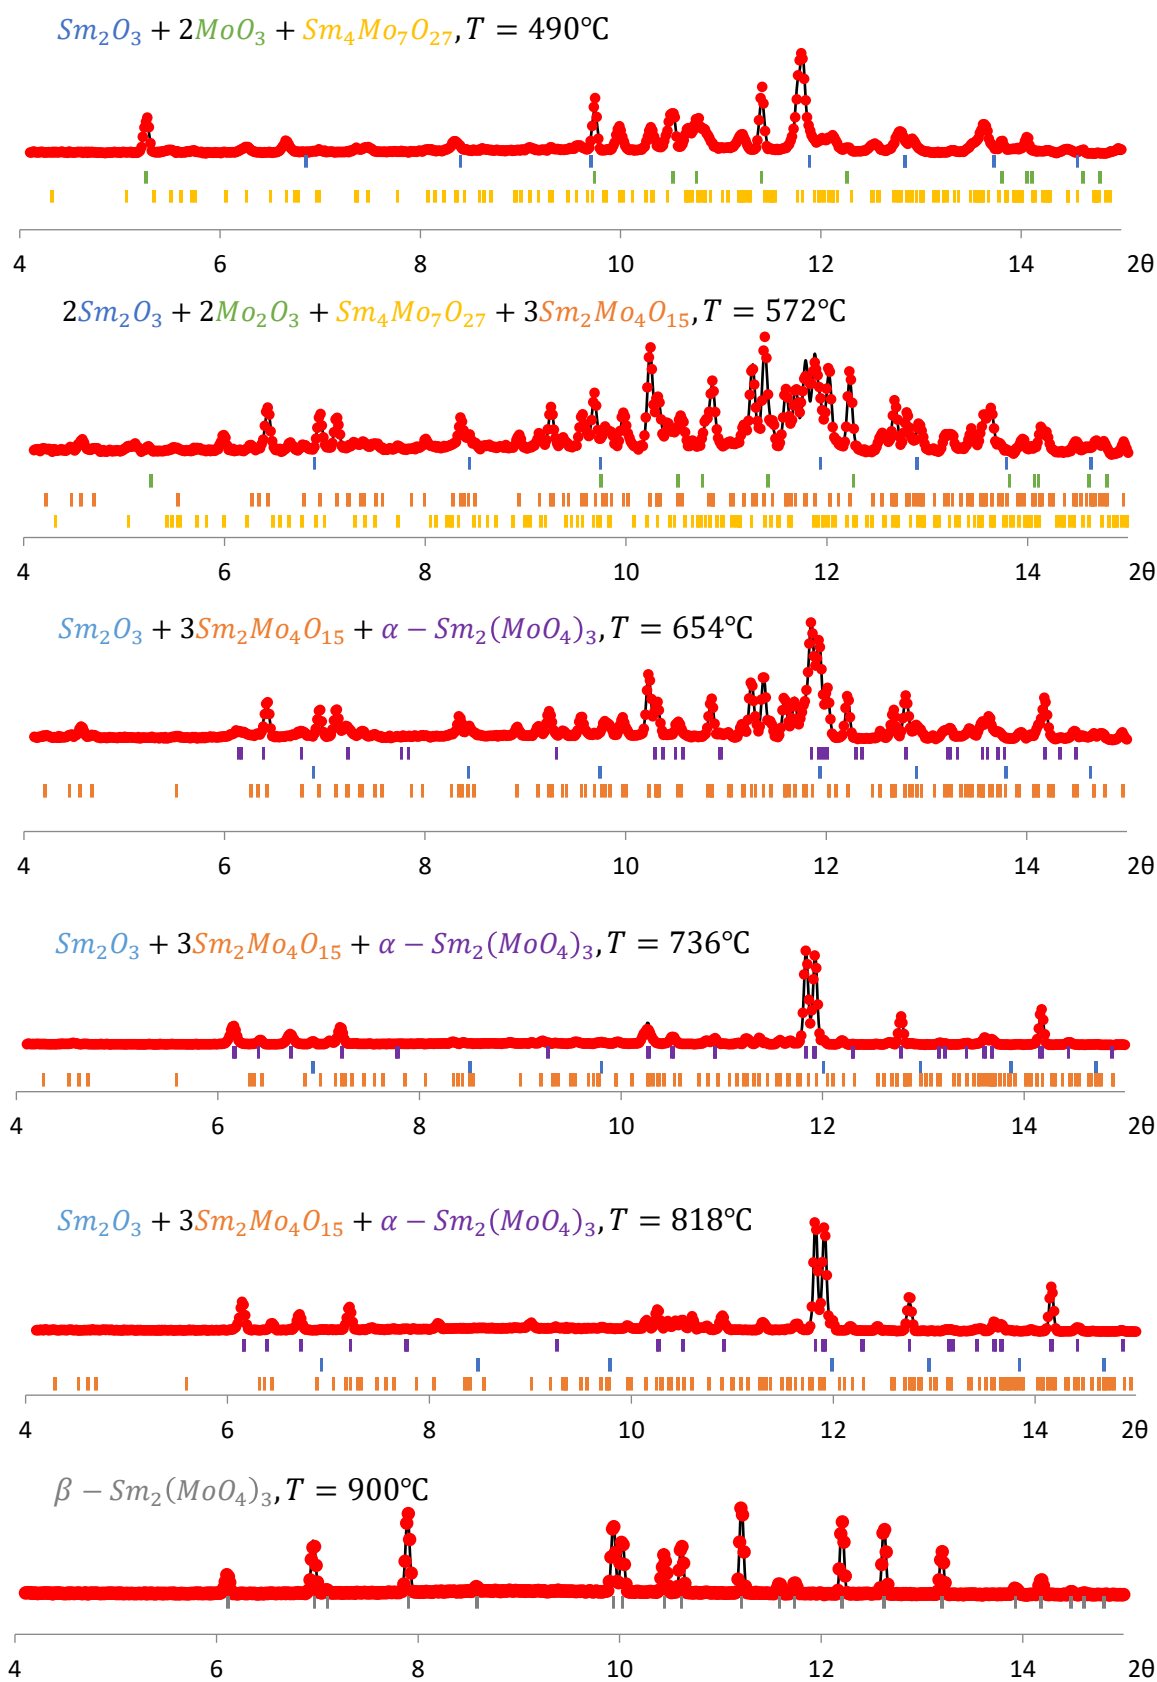 Sm₂O₃ + 2MoO₃ + Sm₄Mo₇O₂₇, T = 490℃
4 6 8 10 12 14 2θ
2Sm₂O₃ + 2Mo₂O₃ + Sm₄Mo₇O₂₇ + 3Sm₂Mo₄O₁₅, T = 572℃
4 6 8 10 12 14 2θ
Sm₂O₃ + 3Sm₂Mo₄O₁₅ + α − Sm₂(MoO₄)₃, T = 654℃
4 6 8 10 12 14 2θ
Sm₂O₃ + 3Sm₂Mo₄O₁₅ + α − Sm₂(MoO₄)₃, T = 736℃
4 6 8 10 12 14 2θ
Sm₂O₃ + 3Sm₂Mo₄O₁₅ + α − Sm₂(MoO₄)₃, T = 818℃
4 6 8 10 12 14 2θ
β − Sm₂(MoO₄)₃, T = 900℃
4 6 8 10 12 14 2θ